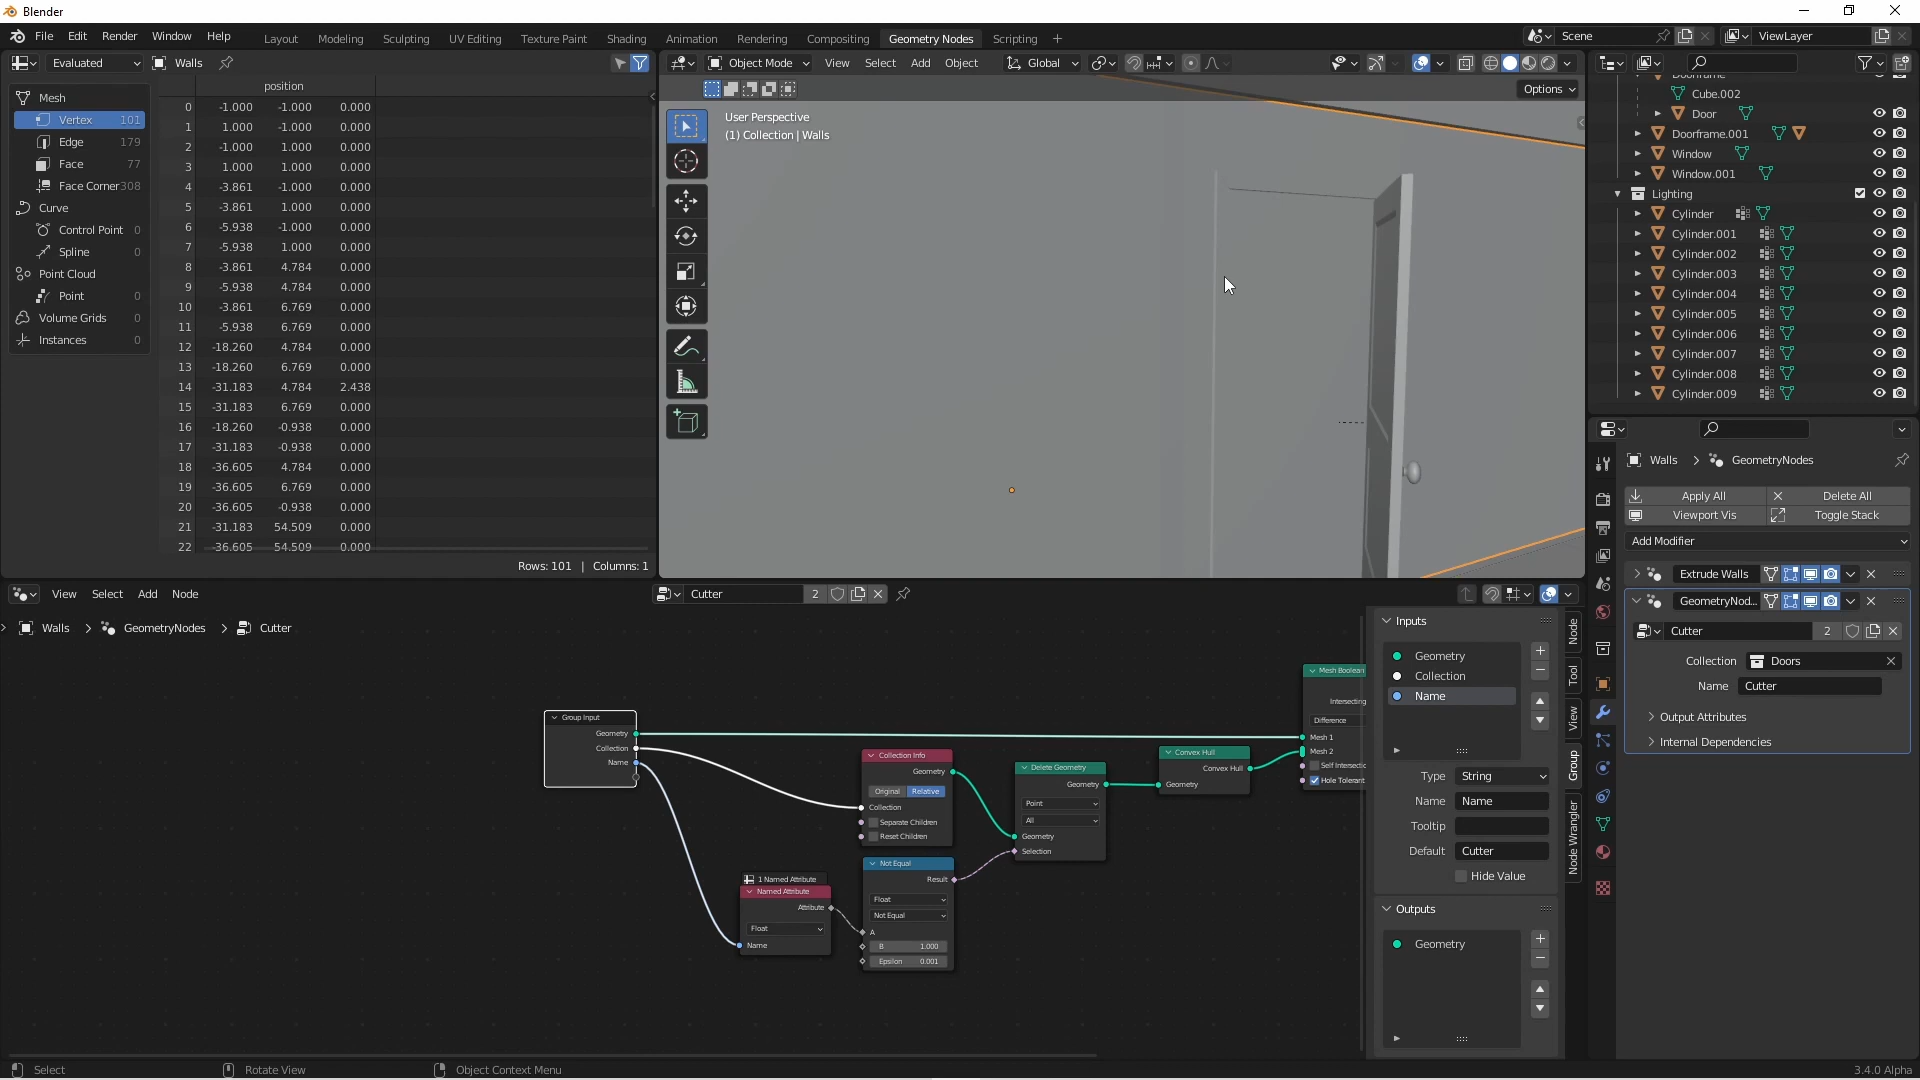 Blender
File Edit Render Window Help
Layout Modeling Sculpting UV Editing Texture Paint Shading Animation Rendering Compositing Geometry Nodes Scripting +
Scene
ViewLayer
Evaluated
Walls
Object Mode
View Select Add Object
Global
Options
User Perspective
(1) Collection | Walls
Mesh
Vertex 101
Edge 179
Face 77
Face Corner 308
Curve
Control Point 0
Spline 0
Point Cloud
Point 0
Volume Grids 0
Instances 0
position
0 -1.000 -1.000 0.000
1 1.000 -1.000 0.000
2 -1.000 1.000 0.000
3 1.000 1.000 0.000
4 -3.861 -1.000 0.000
5 -3.861 1.000 0.000
6 -5.938 -1.000 0.000
7 -5.938 1.000 0.000
8 -3.861 4.784 0.000
9 -5.938 4.784 0.000
10 -3.861 6.769 0.000
11 -5.938 6.769 0.000
12 -18.260 4.784 0.000
13 -18.260 6.769 0.000
14 -31.183 4.784 2.438
15 -31.183 6.769 0.000
16 -18.260 -0.938 0.000
17 -31.183 -0.938 0.000
18 -36.605 4.784 0.000
19 -36.605 6.769 0.000
20 -36.605 -0.938 0.000
21 -31.183 54.509 0.000
22 -36.605 54.509 0.000
Rows: 101 | Columns: 1
Doorframe
Cube.002
Door
Doorframe.001
Window
Window.001
Lighting
Cylinder
Cylinder.001
Cylinder.002
Cylinder.003
Cylinder.004
Cylinder.005
Cylinder.006
Cylinder.007
Cylinder.008
Cylinder.009
Walls > GeometryNodes
Apply All
Delete All
Viewport Vis
Toggle Stack
Add Modifier
Extrude Walls
GeometryNod...
Cutter 2
Collection Doors
Name Cutter
Output Attributes
Internal Dependencies
View Select Add Node
Cutter 2
Walls > GeometryNodes > Cutter
Group Input
Geometry
Collection
Name
Collection Info
Geometry
Original Relative
Collection
Separate Children
Reset Children
Delete Geometry
Geometry
Point
All
Geometry
Selection
Convex Hull
Convex Hull
Geometry
Mesh Boolean
Intersecting
Difference
Mesh 1
Mesh 2
Self Intersectic
Hole Tolerant
1 Named Attribute
Named Attribute
Attribute
Float
Name
Not Equal
Result
Float
Not Equal
A
B 1.000
Epsilon 0.001
Inputs
Geometry
Collection
Name
Type String
Name Name
Tooltip
Default Cutter
Hide Value
Outputs
Geometry
Node
Tool
View
Group
Node Wrangler
Select
Rotate View
Object Context Menu
3.4.0 Alpha